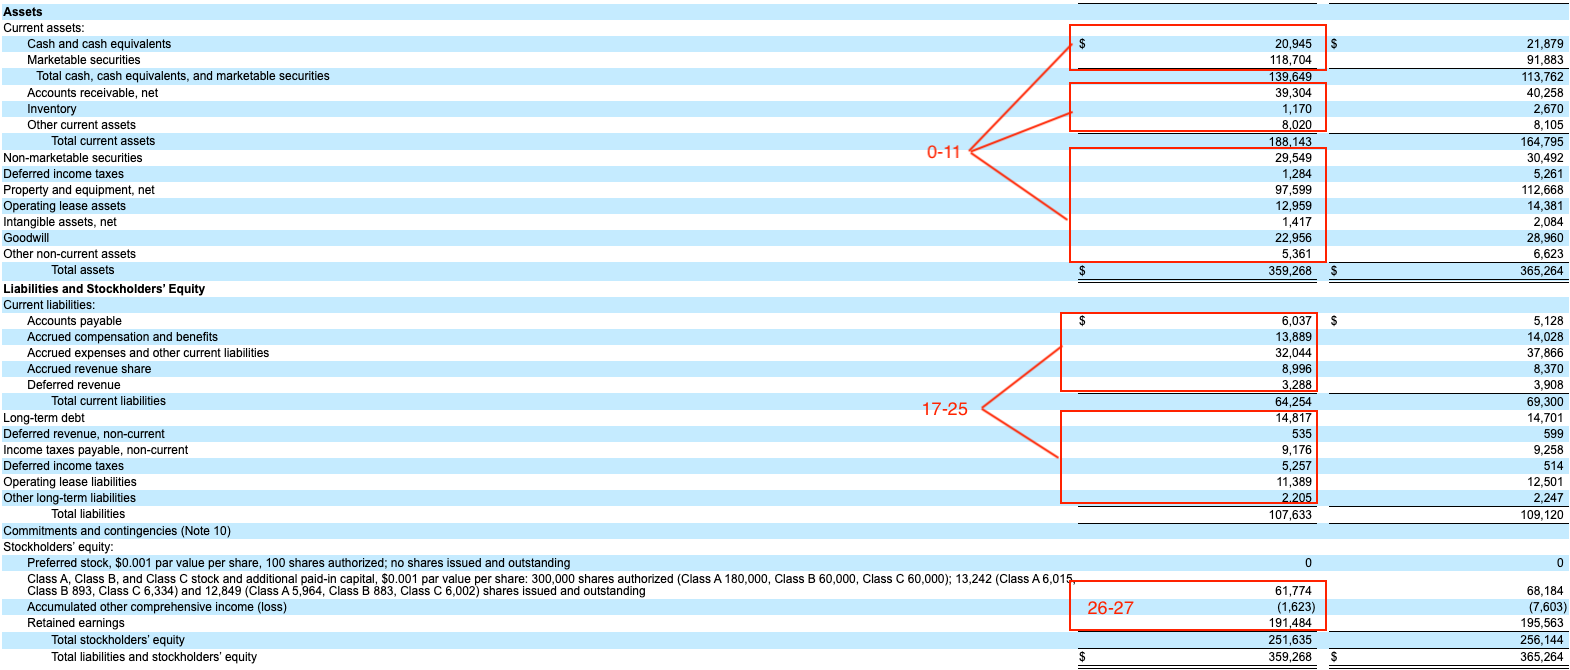 Assets
Current assets:
Cash and cash equivalents $ 20,945 $ 21,879
Marketable securities 118,704 91,883
Total cash, cash equivalents, and marketable securities 139,649 113,762
Accounts receivable, net 39,304 40,258
Inventory 1,170 2,670
Other current assets 8,020 8,105
Total current assets 188,143 164,795
0-11
Non-marketable securities 29,549 30,492
Deferred income taxes 1,284 5,261
Property and equipment, net 97,599 112,668
Operating lease assets 12,959 14,381
Intangible assets, net 1,417 2,084
Goodwill 22,956 28,960
Other non-current assets 5,361 6,623
Total assets $ 359,268 $ 365,264
Liabilities and Stockholders' Equity
Current liabilities:
Accounts payable $ 6,037 $ 5,128
Accrued compensation and benefits 13,889 14,028
Accrued expenses and other current liabilities 32,044 37,866
Accrued revenue share 8,996 8,370
Deferred revenue 3,288 3,908
Total current liabilities 64,254 69,300
17-25
Long-term debt 14,817 14,701
Deferred revenue, non-current 535 599
Income taxes payable, non-current 9,176 9,258
Deferred income taxes 5,257 514
Operating lease liabilities 11,389 12,501
Other long-term liabilities 2,205 2,247
Total liabilities 107,633 109,120
Commitments and contingencies (Note 10)
Stockholders' equity:
Preferred stock, $0.001 par value per share, 100 shares authorized; no shares issued and outstanding 0 0
Class A, Class B, and Class C stock and additional paid-in capital, $0.001 par value per share: 300,000 shares authorized (Class A 180,000, Class B 60,000, Class C 60,000); 13,242 (Class A 6,015,
Class B 893, Class C 6,334) and 12,849 (Class A 5,964, Class B 883, Class C 6,002) shares issued and outstanding 61,774 68,184
Accumulated other comprehensive income (loss) 26-27 (1,623) (7,603)
Retained earnings 191,484 195,563
Total stockholders' equity 251,635 256,144
Total liabilities and stockholders' equity $ 359,268 $ 365,264